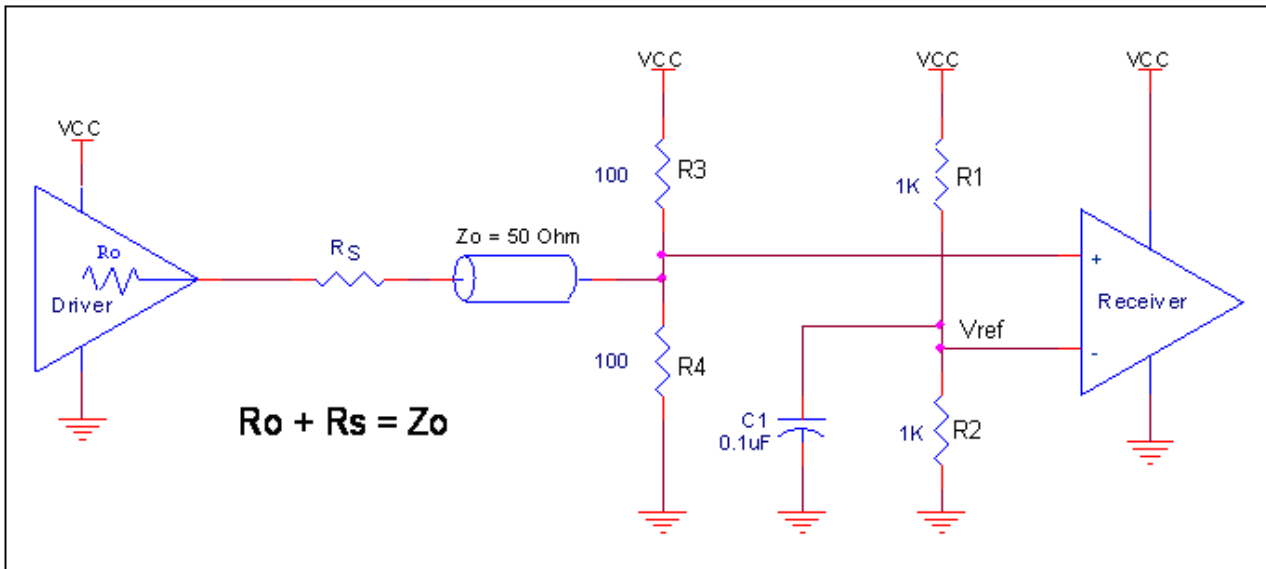 VCC
VCC
VCC
VCC
R3
100
R1
1K
Ro
Driver
RS
Zo = 50 Ohm
+
Receiver
Vref
-
100
R4
Ro + Rs = Zo
C1
0.1uF
1K
R2